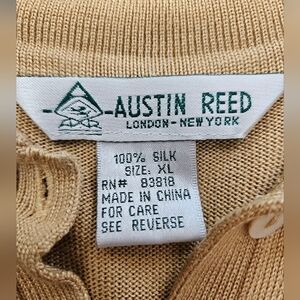 AUSTIN REED
LONDON-NEW YORK
100% SILK
SIZE: XL
RN# 83818
MADE IN CHINA
FOR CARE
SEE REVERSE